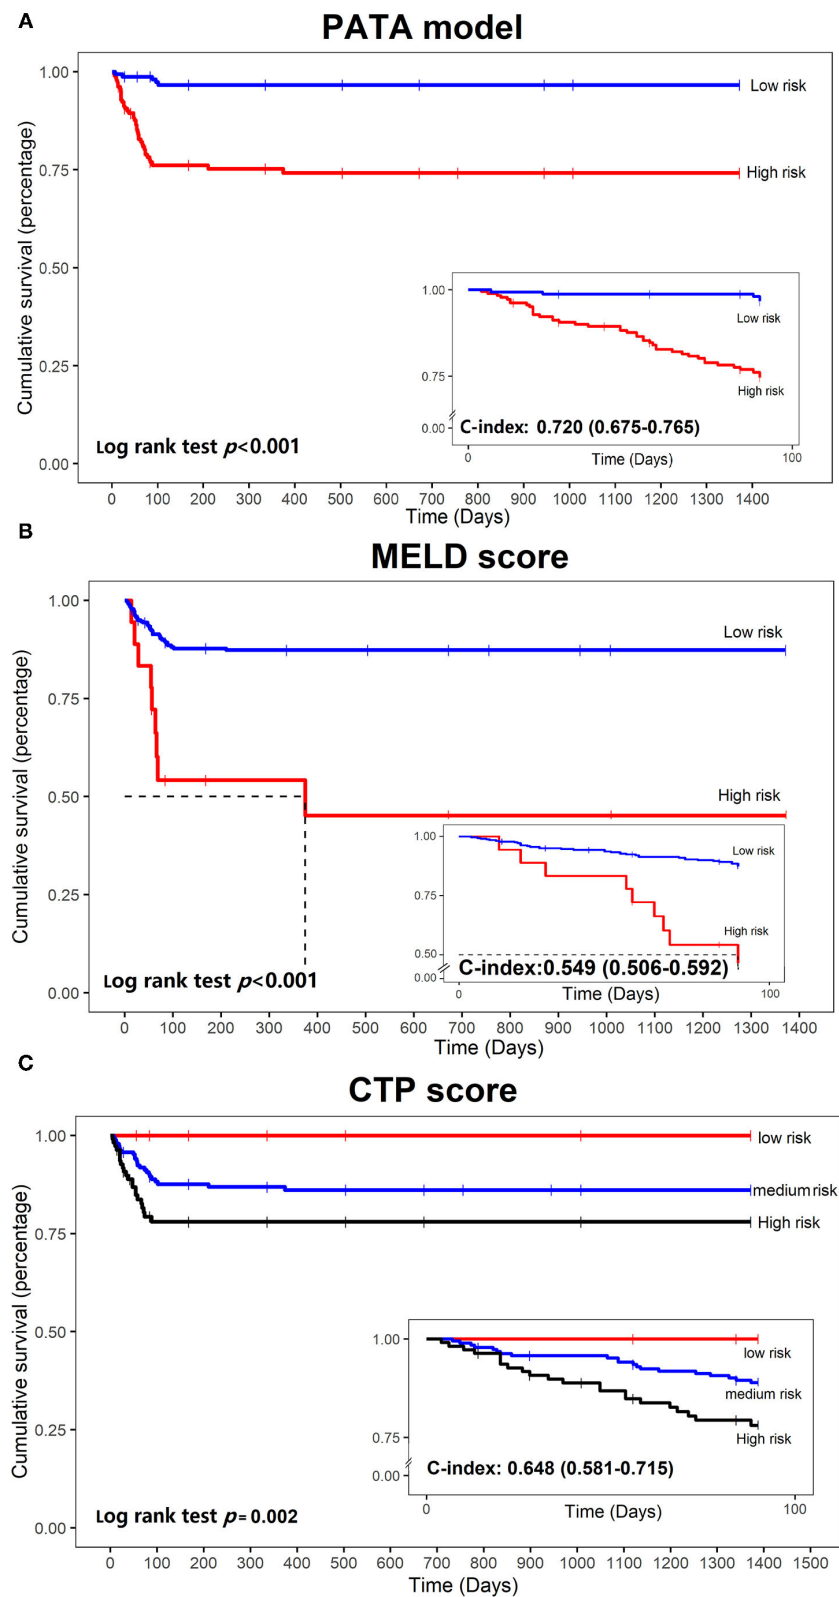 A
PATA model
Cumulative survival (percentage)
1.00
0.75
0.50
0.25
0.00
Low risk
High risk
1.00
0.75
0.00
Low risk
High risk
C-index: 0.720 (0.675-0.765)
0 100
Time (Days)
Log rank test p<0.001
0 100 200 300 400 500 600 700 800 900 1000 1100 1200 1300 1400
Time (Days)
B
MELD score
Cumulative survival (percentage)
1.00
0.75
0.50
0.25
0.00
Low risk
High risk
1.00
0.75
0.50
0.00
Low risk
High risk
C-index:0.549 (0.506-0.592)
0 100
Time (Days)
Log rank test p<0.001
0 100 200 300 400 500 600 700 800 900 1000 1100 1200 1300 1400
Time (Days)
C
CTP score
Cumulative survival (percentage)
1.00
0.75
0.50
0.25
0.00
low risk
medium risk
High risk
1.00
0.75
0.00
low risk
medium risk
High risk
C-index: 0.648 (0.581-0.715)
0 100
Time (Days)
Log rank test p=0.002
0 100 200 300 400 500 600 700 800 900 1000 1100 1200 1300 1400 1500
Time (Days)